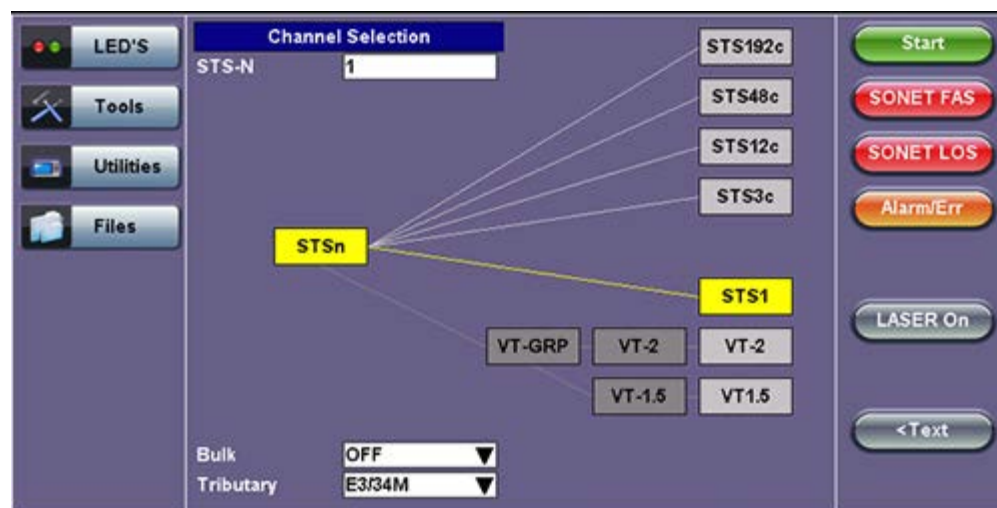 LED'S
Tools
Utilities
Files
Channel Selection
STS-N 1
STS192c
STS48c
STS12c
STS3c
STSn
STS1
VT-GRP VT-2 VT-2
VT-1.5 VT1.5
Bulk OFF
Tributary E3/34M
Start
SONET FAS
SONET LOS
Alarm/Err
LASER On
<Text